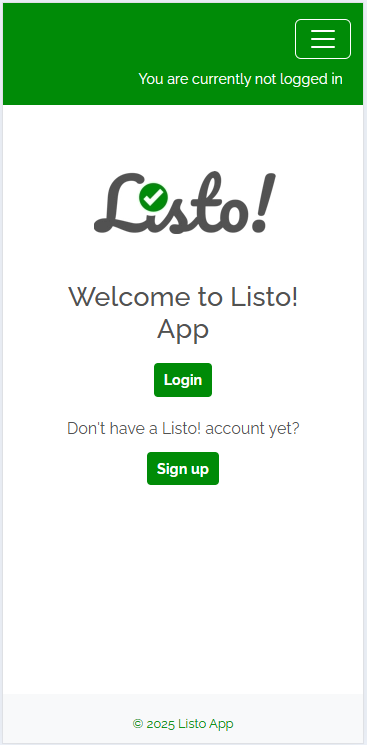 You are currently not logged in
Listo!
Welcome to Listo!
App
Login
Don't have a Listo! account yet?
Sign up
© 2025 Listo App